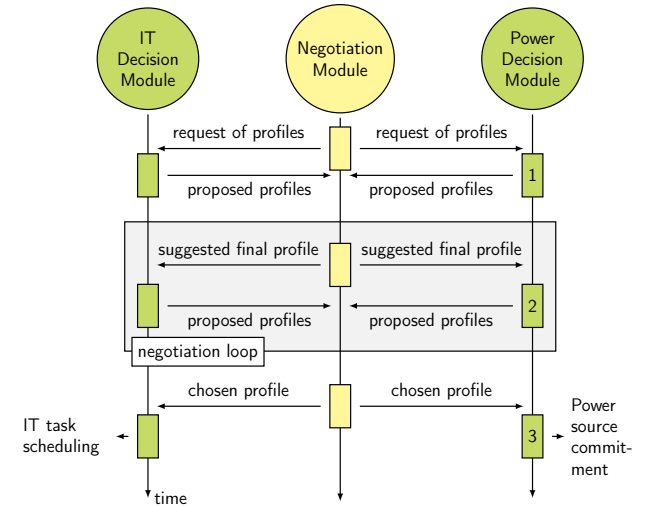 IT
Decision
Module
Negotiation
Module
Power
Decision
Module
request of profiles
request of profiles
1
proposed profiles
proposed profiles
suggested final profile
suggested final profile
2
proposed profiles
proposed profiles
negotiation loop
chosen profile
chosen profile
IT task
scheduling
3
Power
source
commit-
ment
time